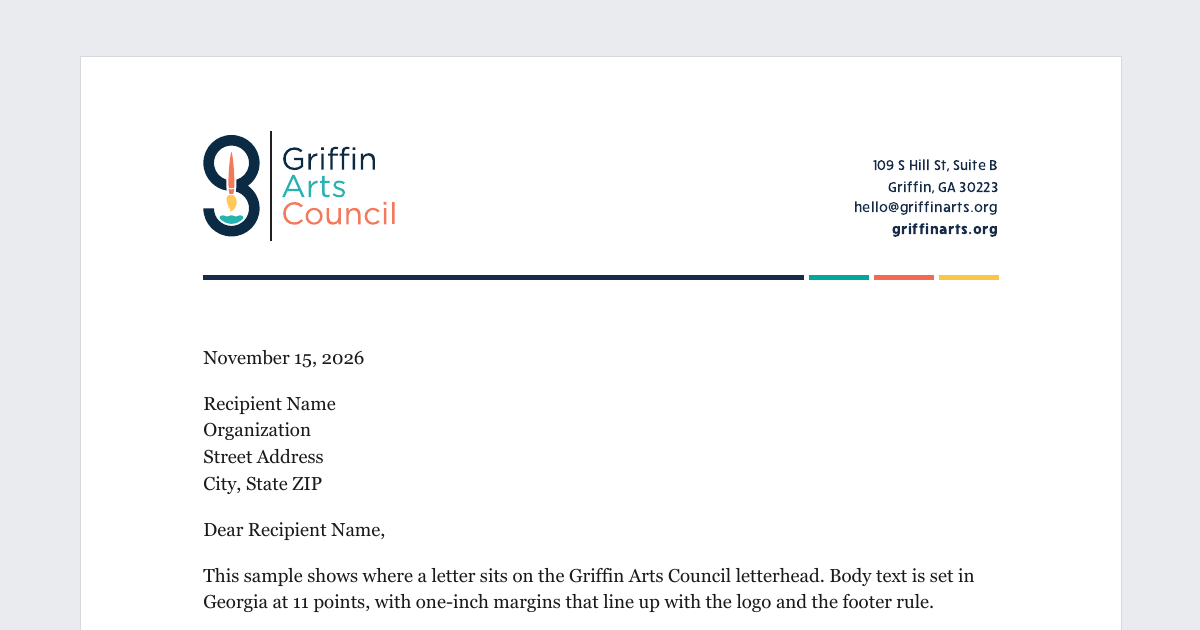 Griffin
Arts
Council
109 S Hill St, Suite B
Griffin, GA 30223
hello@griffinarts.org
griffinarts.org
November 15, 2026
Recipient Name
Organization
Street Address
City, State ZIP
Dear Recipient Name,
This sample shows where a letter sits on the Griffin Arts Council letterhead. Body text is set in
Georgia at 11 points, with one-inch margins that line up with the logo and the footer rule.